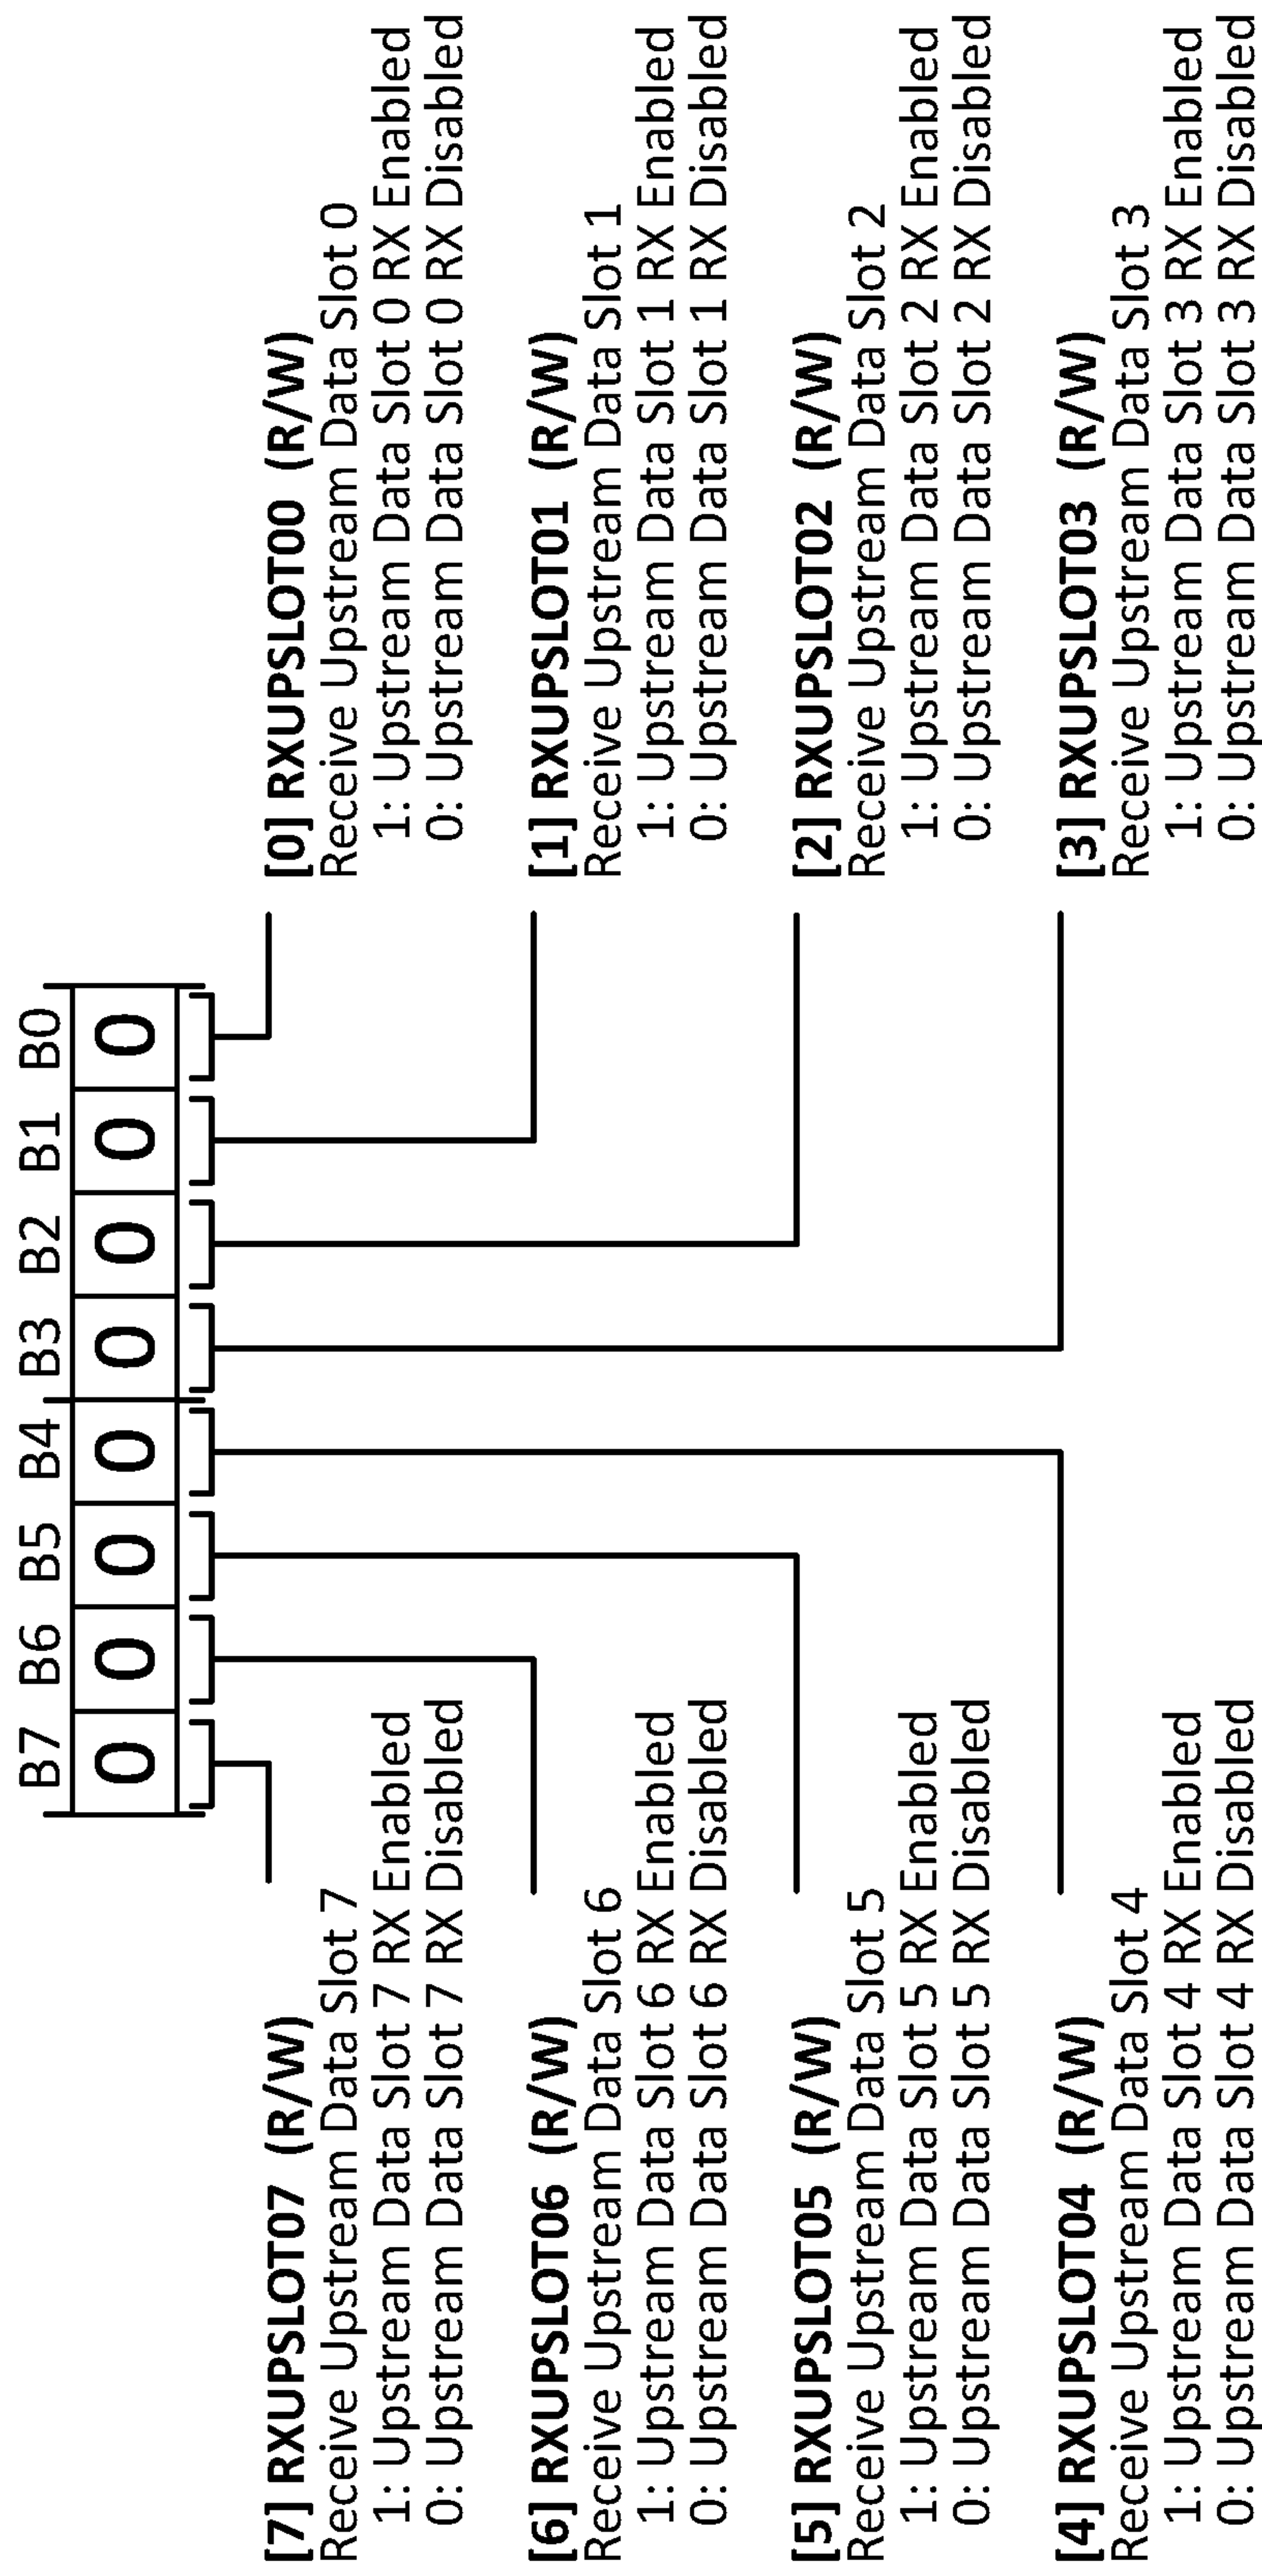 B7 B6 B5 B4 B3 B2 B1 B0
0 0 0 0 0 0 0 0
[7] RXUPSLOT07 (R/W)
Receive Upstream Data Slot 7
1: Upstream Data Slot 7 RX Enabled
0: Upstream Data Slot 7 RX Disabled
[6] RXUPSLOT06 (R/W)
Receive Upstream Data Slot 6
1: Upstream Data Slot 6 RX Enabled
0: Upstream Data Slot 6 RX Disabled
[5] RXUPSLOT05 (R/W)
Receive Upstream Data Slot 5
1: Upstream Data Slot 5 RX Enabled
0: Upstream Data Slot 5 RX Disabled
[4] RXUPSLOT04 (R/W)
Receive Upstream Data Slot 4
1: Upstream Data Slot 4 RX Enabled
0: Upstream Data Slot 4 RX Disabled
[0] RXUPSLOT00 (R/W)
Receive Upstream Data Slot 0
1: Upstream Data Slot 0 RX Enabled
0: Upstream Data Slot 0 RX Disabled
[1] RXUPSLOT01 (R/W)
Receive Upstream Data Slot 1
1: Upstream Data Slot 1 RX Enabled
0: Upstream Data Slot 1 RX Disabled
[2] RXUPSLOT02 (R/W)
Receive Upstream Data Slot 2
1: Upstream Data Slot 2 RX Enabled
0: Upstream Data Slot 2 RX Disabled
[3] RXUPSLOT03 (R/W)
Receive Upstream Data Slot 3
1: Upstream Data Slot 3 RX Enabled
0: Upstream Data Slot 3 RX Disabled